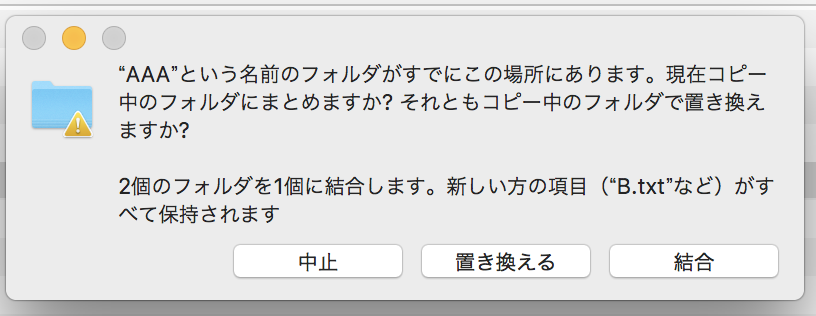 “AAA”という名前のフォルダがすでにこの場所にあります。現在コピー
中のフォルダにまとめますか? それともコピー中のフォルダで置き換え
ますか?
2個のフォルダを1個に結合します。新しい方の項目（“B.txt”など）がす
べて保持されます
中止 置き換える 結合